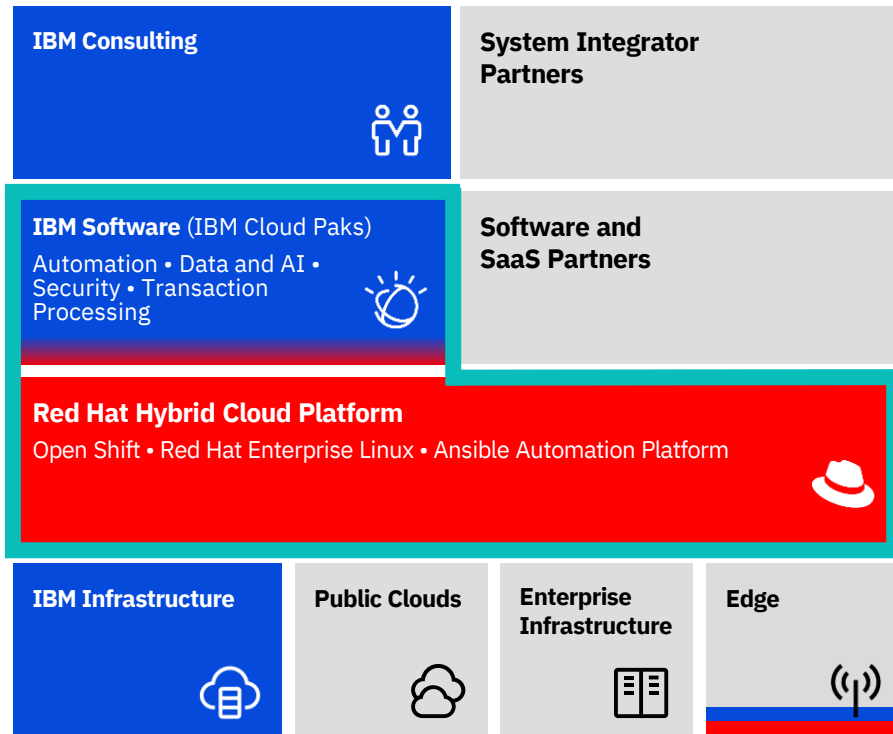 IBM Consulting
System Integrator
Partners
IBM Software (IBM Cloud Paks)
Automation • Data and AI •
Security • Transaction
Processing
Software and
SaaS Partners
Red Hat Hybrid Cloud Platform
Open Shift • Red Hat Enterprise Linux • Ansible Automation Platform
IBM Infrastructure
Public Clouds
Enterprise
Infrastructure
Edge